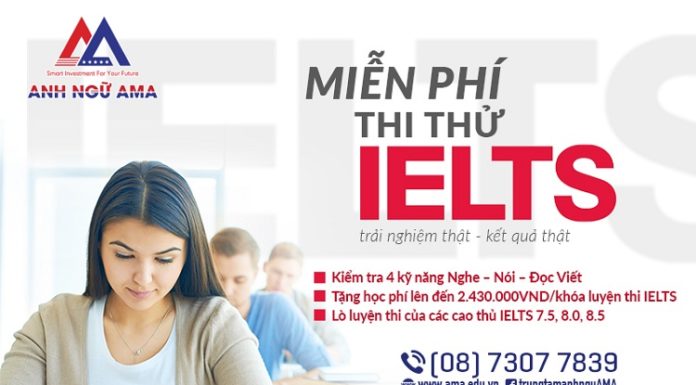 Smart Investment For Your Future
ANH NGỮ AMA
MIỄN PHÍ
THI THỬ
IELTS
trải nghiệm thật - kết quả thật
Kiểm tra 4 kỹ năng Nghe – Nói – Đọc Viết
Tặng học phí lên đến 2.430.000VND/khóa luyện thi IELTS
Lò luyện thi của các cao thủ IELTS 7.5, 8.0, 8.5
(08) 7307 7839
www.ama.edu.vn trungtamanhnguAMA